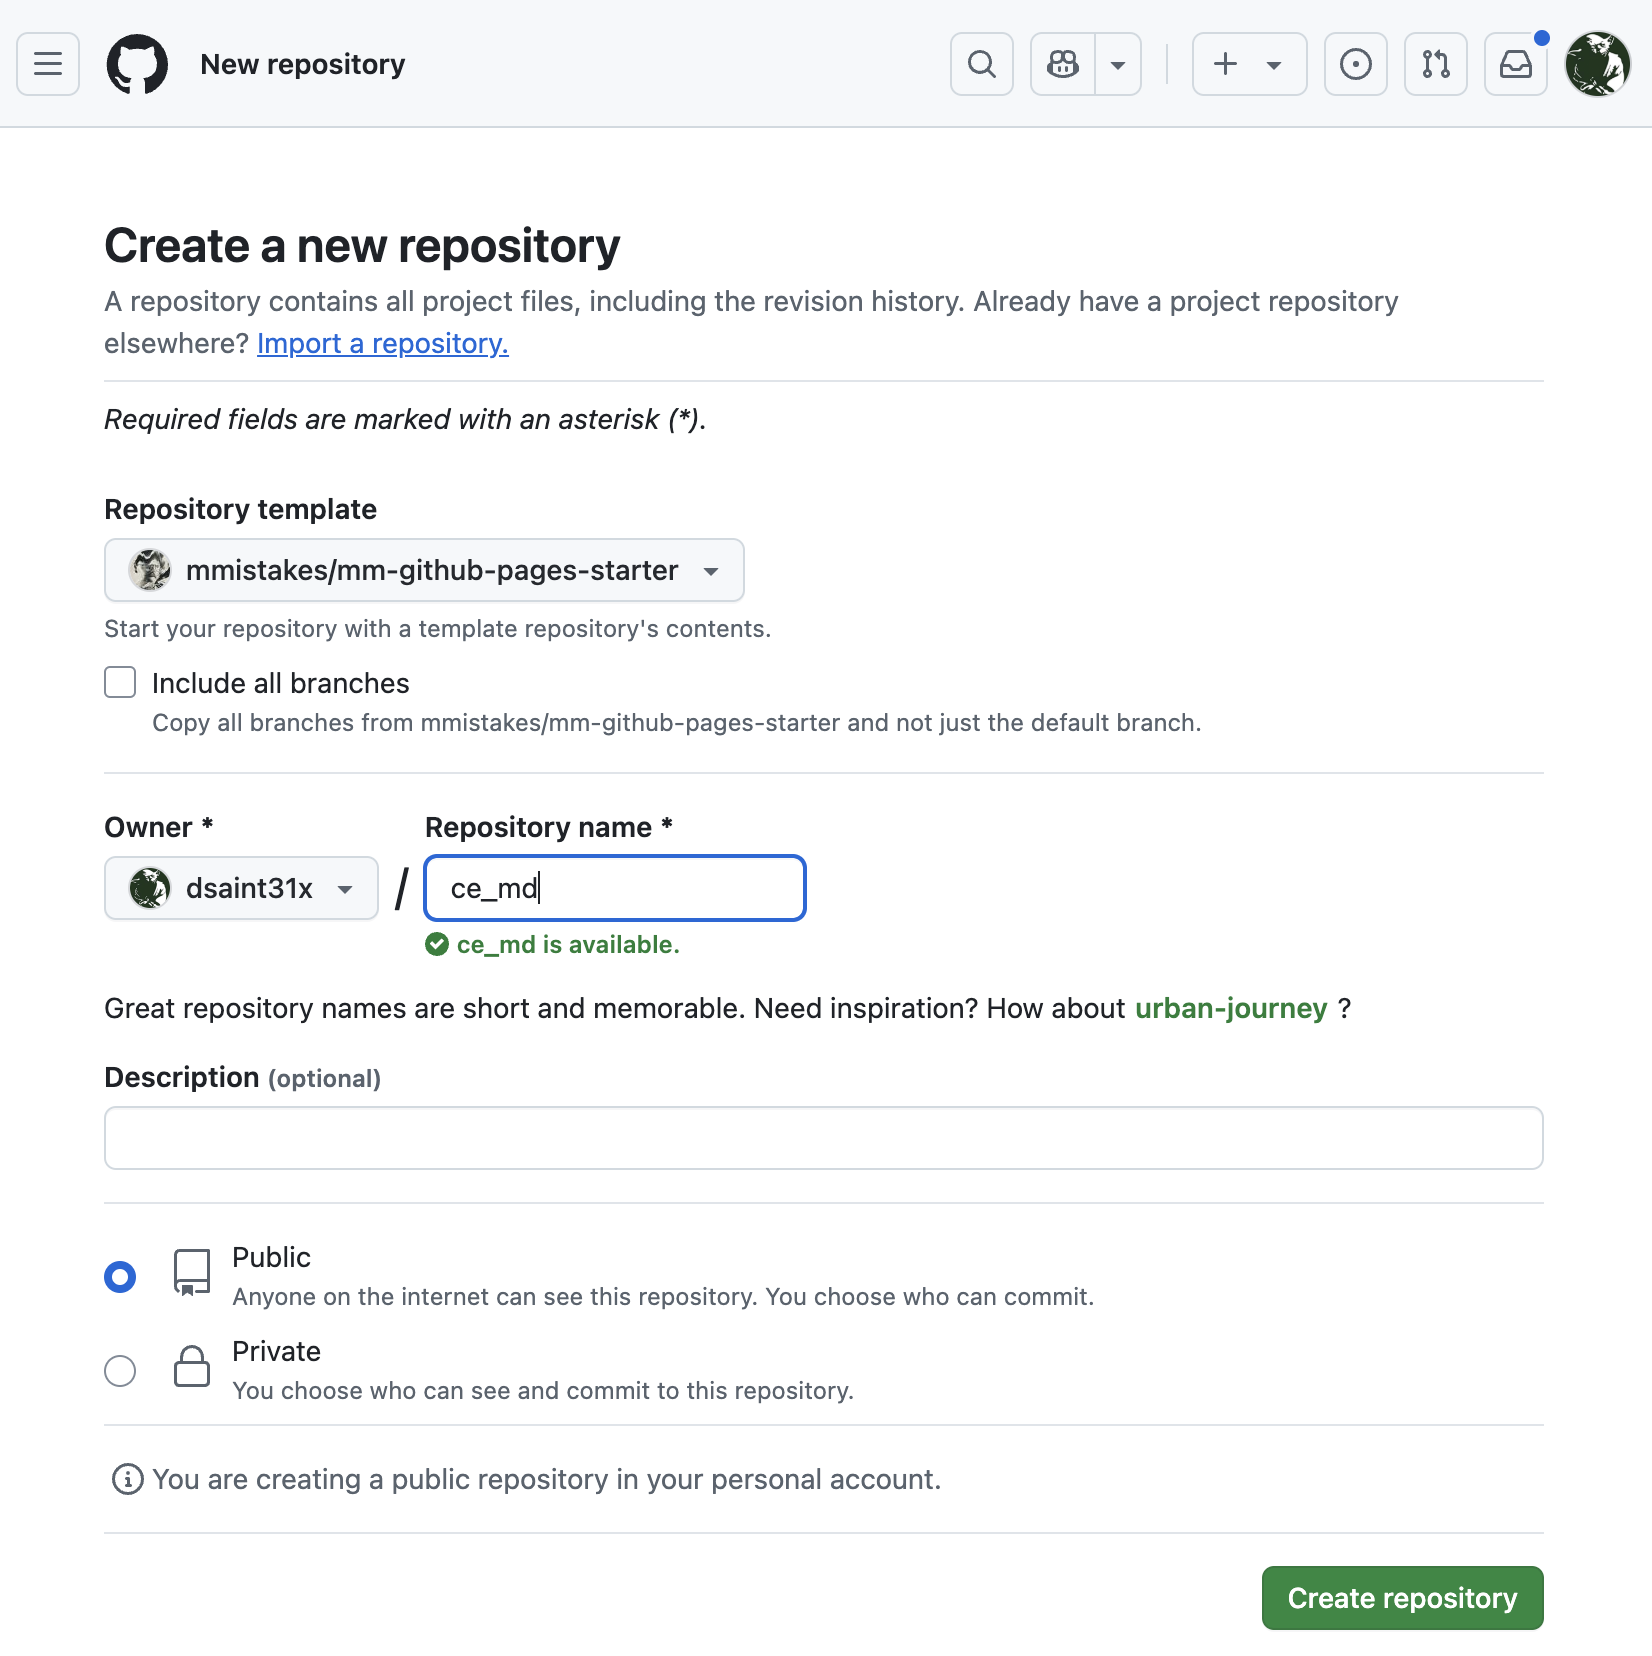 New repository
Create a new repository
A repository contains all project files, including the revision history. Already have a project repository
elsewhere? Import a repository.
Required fields are marked with an asterisk (*).
Repository template
mmistakes/mm-github-pages-starter
Start your repository with a template repository's contents.
Include all branches
Copy all branches from mmistakes/mm-github-pages-starter and not just the default branch.
Owner * Repository name *
dsaint31x / ce_md
ce_md is available.
Great repository names are short and memorable. Need inspiration? How about urban-journey ?
Description (optional)
Public
Anyone on the internet can see this repository. You choose who can commit.
Private
You choose who can see and commit to this repository.
You are creating a public repository in your personal account.
Create repository